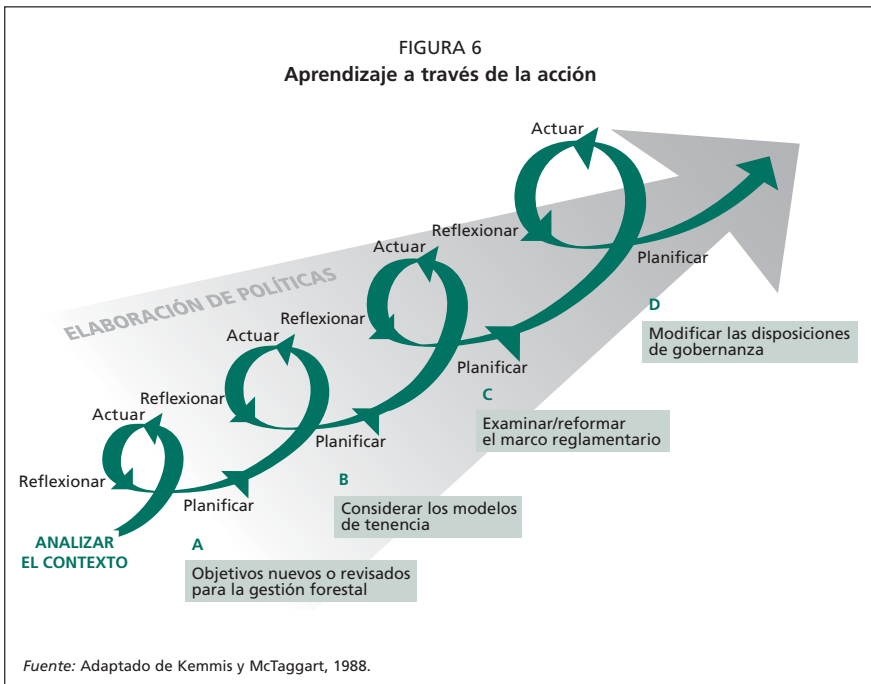 FIGURA 6
Aprendizaje a través de la acción
Actuar
Reflexionar
Planificar
Actuar
ELABORACIÓN DE POLÍTICAS
Reflexionar
Planificar
D
Modificar las disposiciones
de gobernanza
Actuar
Reflexionar
Planificar
C
Examinar/reformar
el marco reglamentario
Actuar
Reflexionar
Planificar
B
Considerar los modelos
de tenencia
ANALIZAR
EL CONTEXTO
A
Objetivos nuevos o revisados
para la gestión forestal
Fuente: Adaptado de Kemmis y McTaggart, 1988.